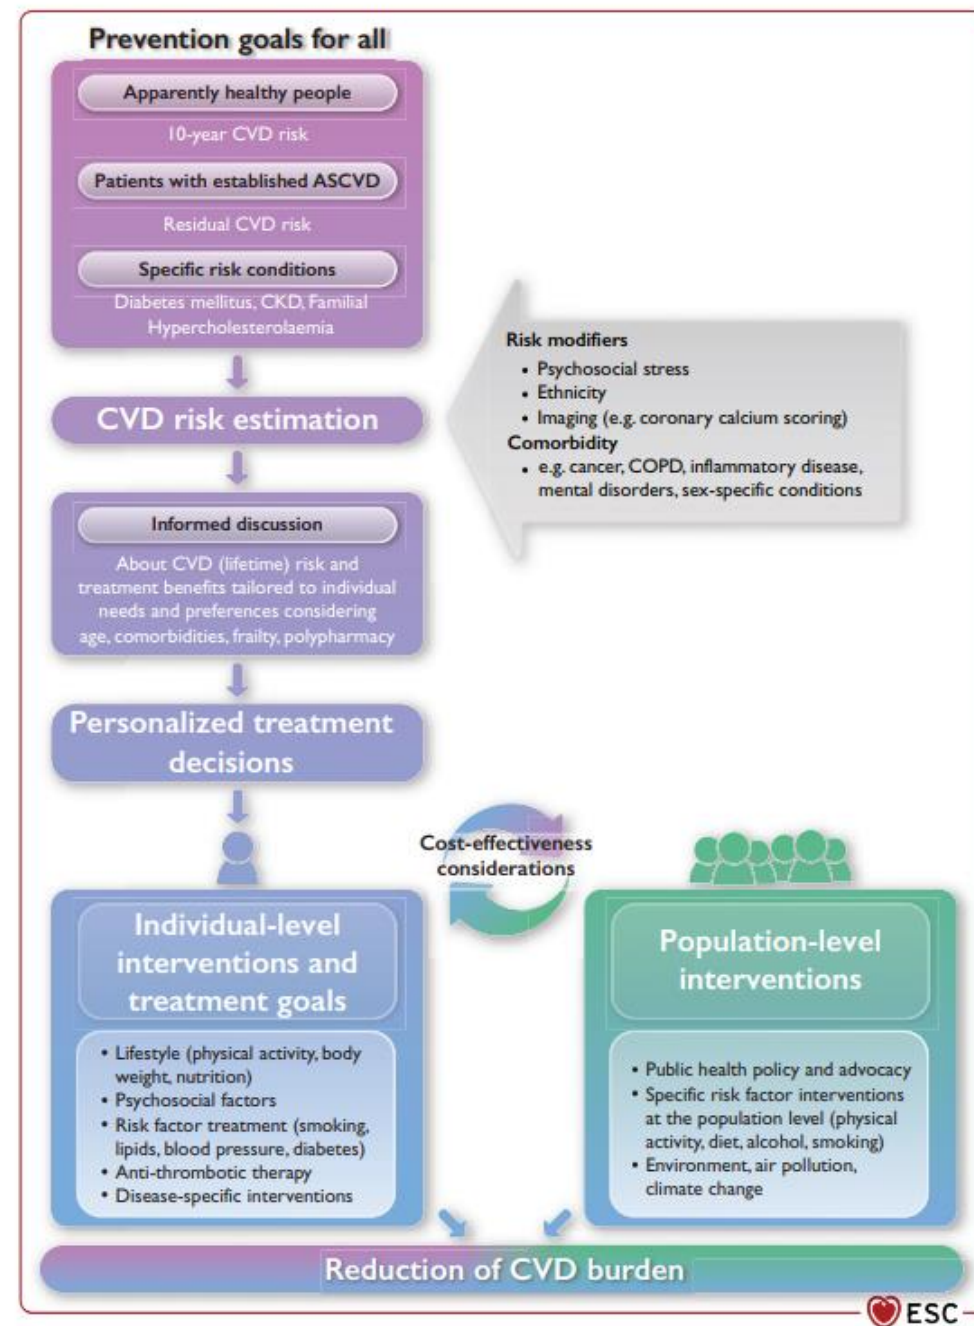 Prevention goals for all
Apparently healthy people
10-year CVD risk
Patients with established ASCVD
Residual CVD risk
Specific risk conditions
Diabetes mellitus, CKD, Familial
Hypercholesterolaemia
CVD risk estimation
Risk modifiers
• Psychosocial stress
• Ethnicity
• Imaging (e.g. coronary calcium scoring)
Comorbidity
• e.g. cancer, COPD, inflammatory disease,
mental disorders, sex-specific conditions
Informed discussion
About CVD (lifetime) risk and
treatment benefits tailored to individual
needs and preferences considering
age, comorbidities, frailty, polypharmacy
Personalized treatment
decisions
Cost-effectiveness
considerations
Individual-level
interventions and
treatment goals
• Lifestyle (physical activity, body
weight, nutrition)
• Psychosocial factors
• Risk factor treatment (smoking,
lipids, blood pressure, diabetes)
• Anti-thrombotic therapy
• Disease-specific interventions
Population-level
interventions
• Public health policy and advocacy
• Specific risk factor interventions
at the population level (physical
activity, diet, alcohol, smoking)
• Environment, air pollution,
climate change
Reduction of CVD burden
ESC